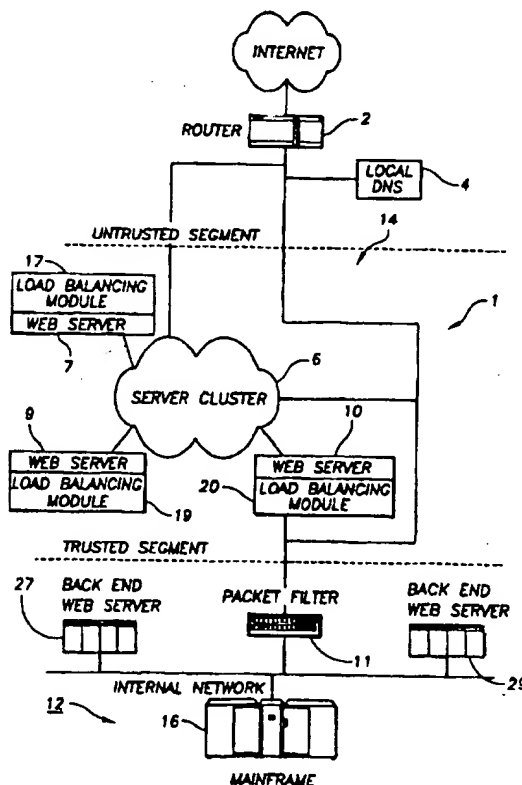 INTERNET
ROUTER
2
LOCAL
DNS
4
UNTRUSTED SEGMENT
14
17
LOAD BALANCING
MODULE
WEB SERVER
7
1
6
SERVER CLUSTER
9
WEB SERVER
LOAD BALANCING
MODULE
19
10
WEB SERVER
20
LOAD BALANCING
MODULE
TRUSTED SEGMENT
27
BACK END
WEB SERVER
PACKET FILTER
11
BACK END
WEB SERVER
29
INTERNAL NETWORK
12
16
MAINFRAME